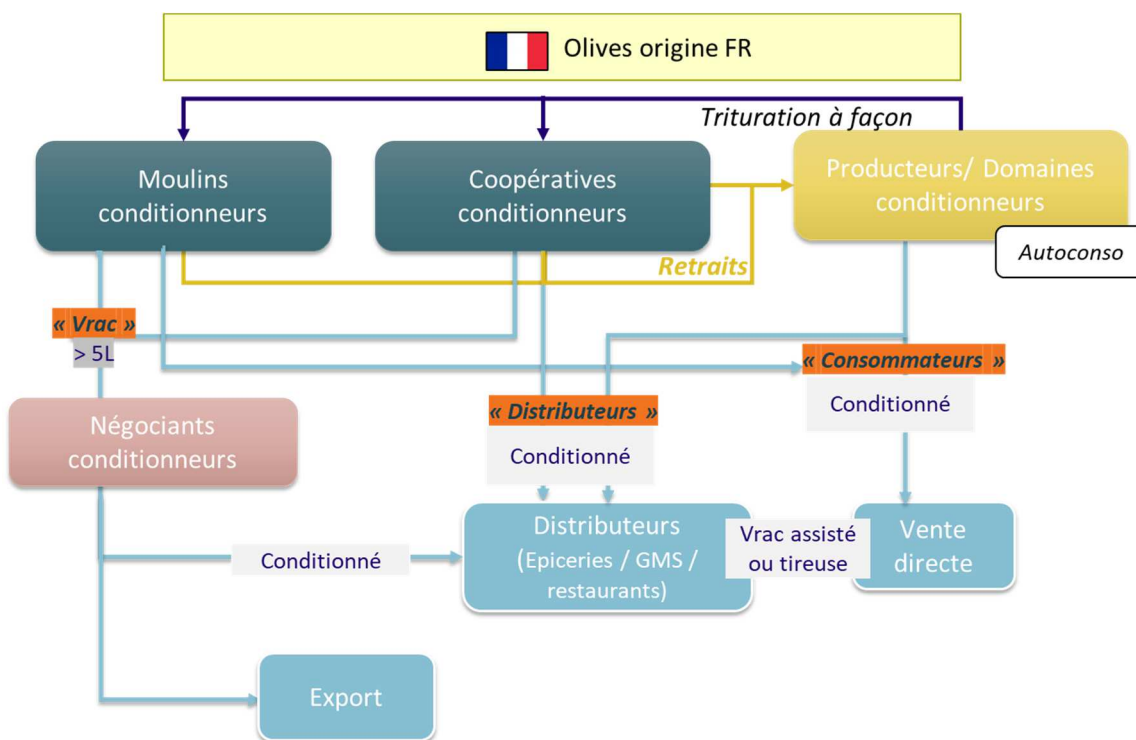 Olives origine FR
Trituration à façon
Moulins
conditionneurs
Coopératives
conditionneurs
Producteurs/ Domaines
conditionneurs
Autoconso
Retraits
« Vrac »
> 5L
« Consommateurs »
Conditionné
« Distributeurs »
Conditionné
Négociants
conditionneurs
Conditionné
Distributeurs
(Epiceries / GMS /
restaurants)
Vrac assisté
ou tireuse
Vente
directe
Export